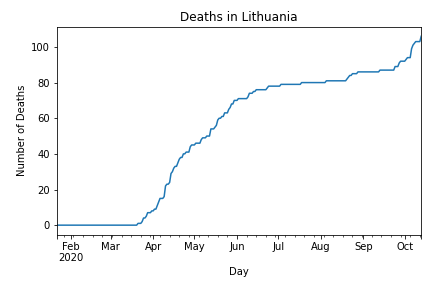 Deaths in Lithuania
Number of Deaths
100
80
60
40
20
0
Feb Mar Apr May Jun Jul Aug Sep Oct
2020
Day